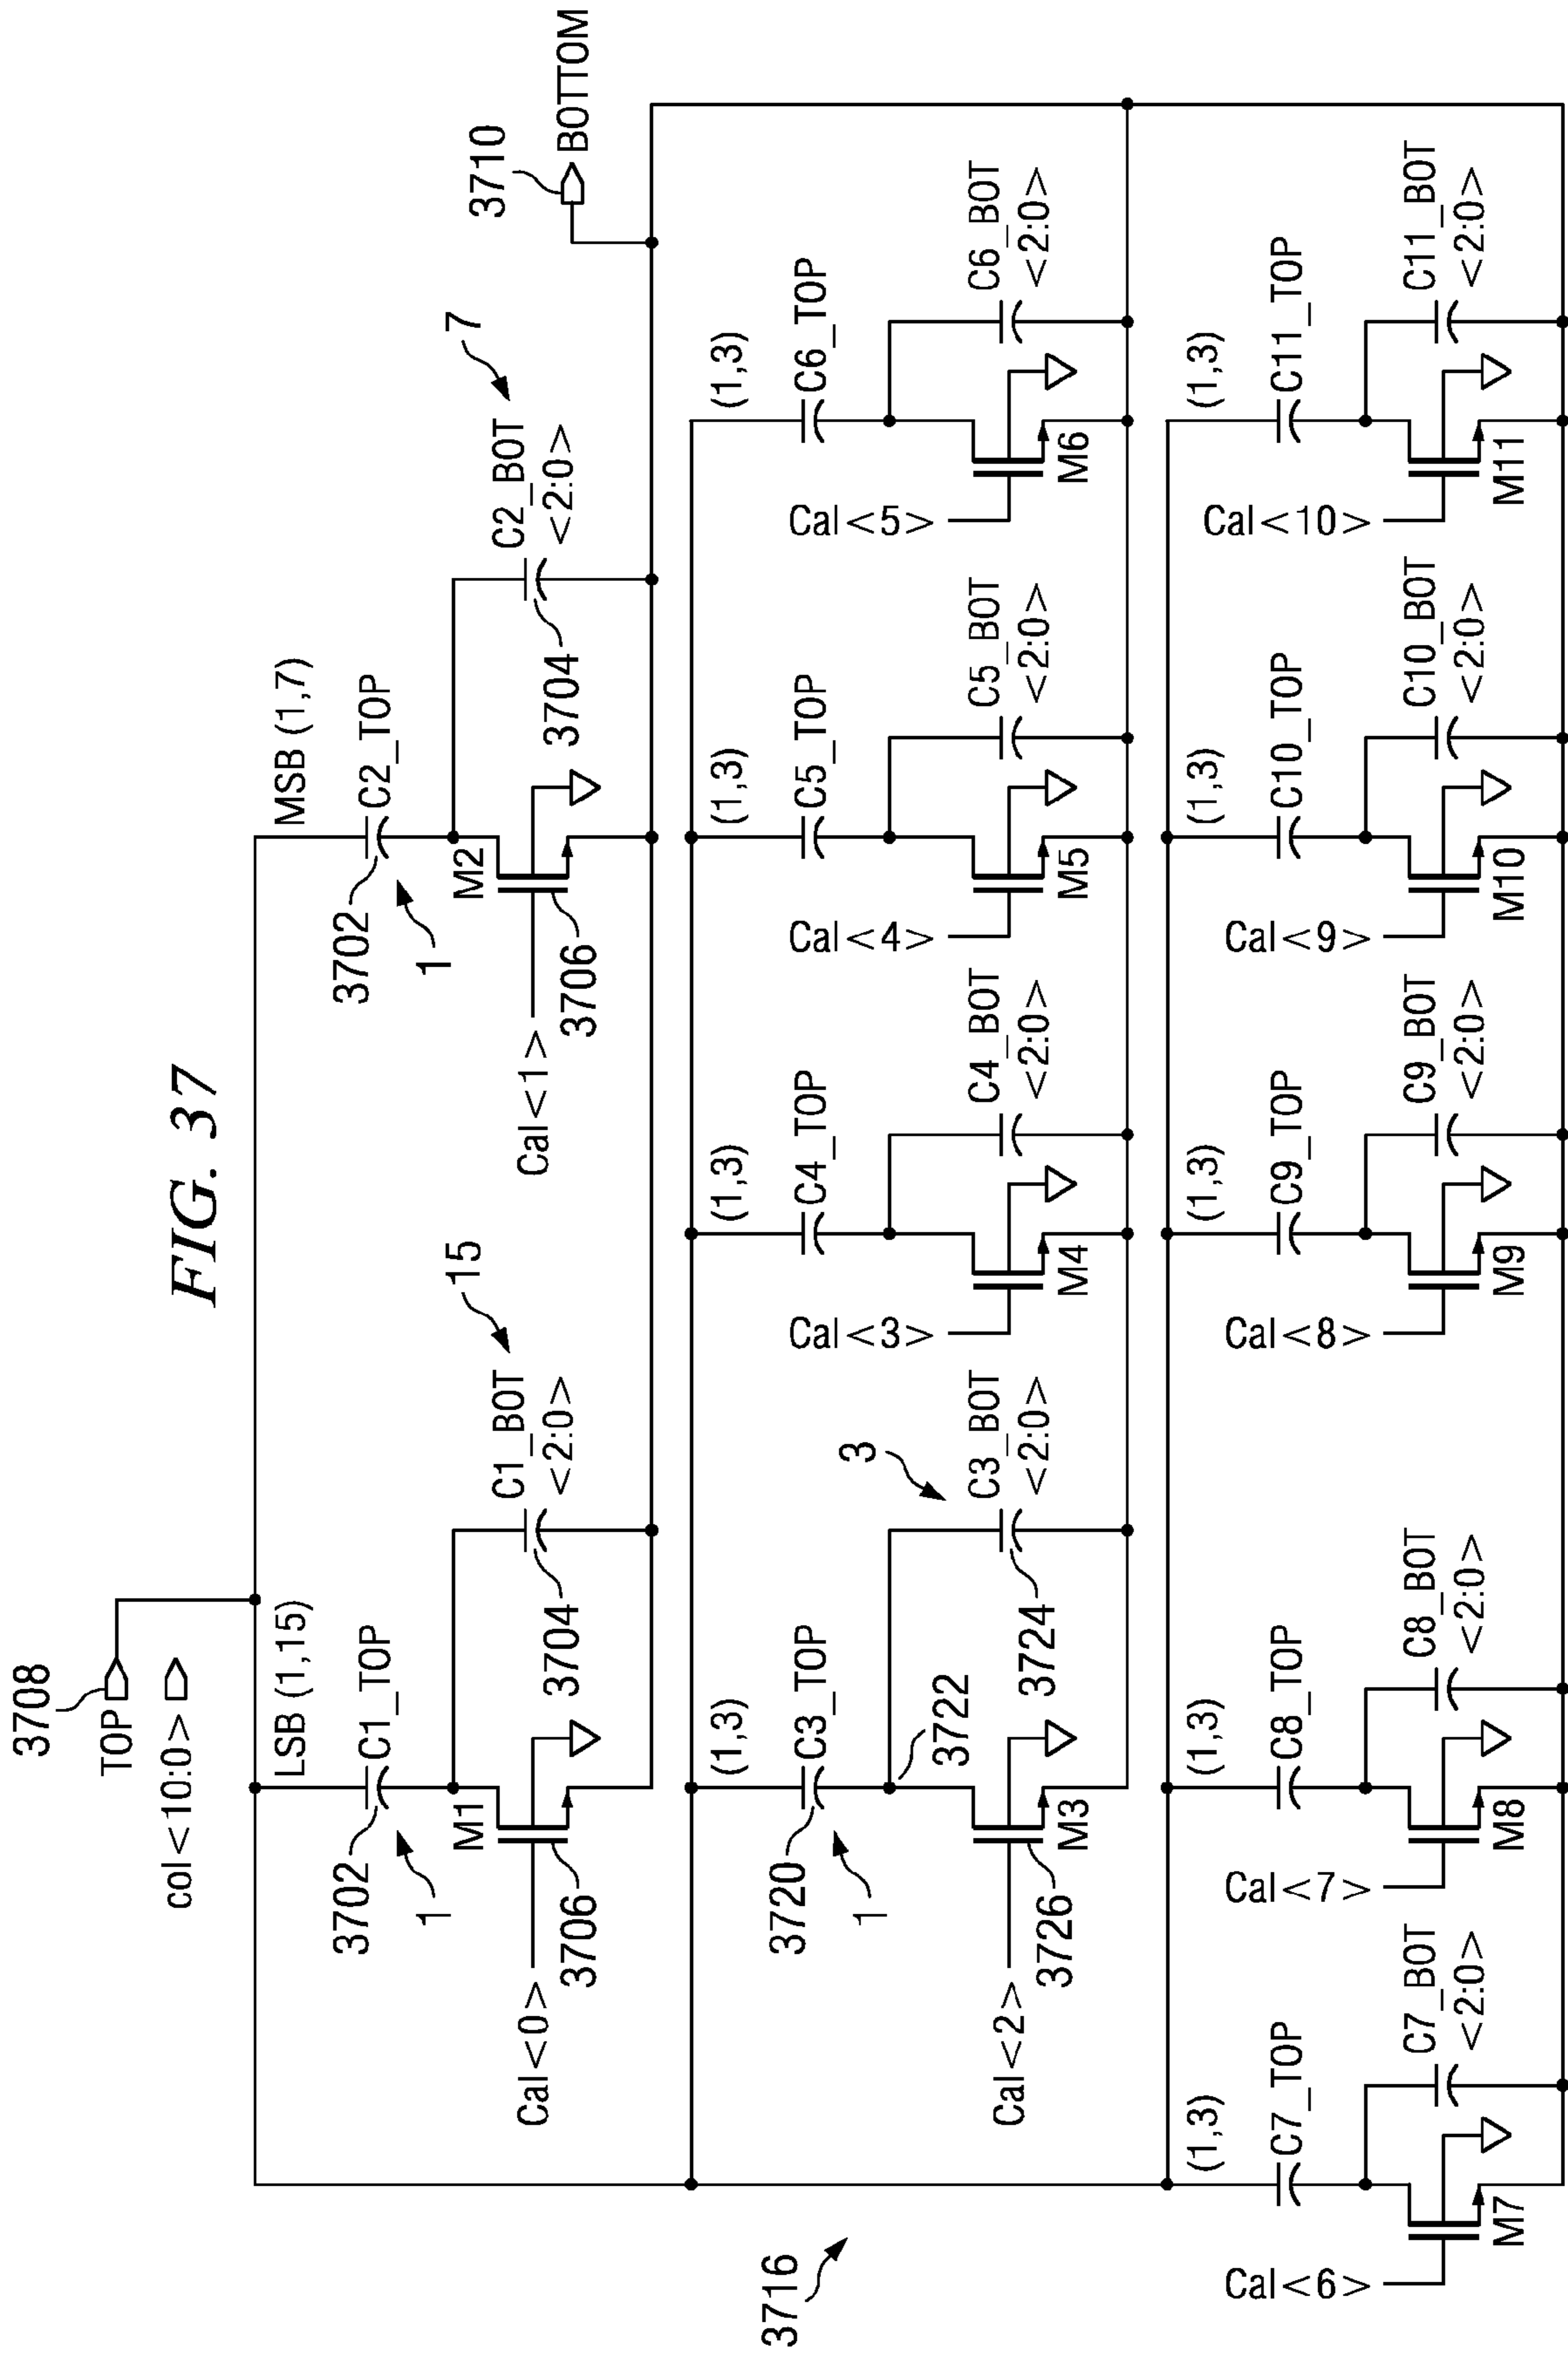 FIG. 37
3708
TOP
col<10:0>
LSB (1,15)
MSB (1,7)
3702
C1_TOP
1
M1
15
C1_BOT
<2:0>
3704
Cal<0>
3706
3702
C2_TOP
1
M2
7
C2_BOT
<2:0>
3704
Cal<1>
3706
3710
BOTTOM
(1,3)
C3_TOP
3720
1
3722
3
C3_BOT
<2:0>
3724
Cal<2>
3726
M3
(1,3)
C4_TOP
C4_BOT
<2:0>
Cal<3>
M4
(1,3)
C5_TOP
C5_BOT
<2:0>
Cal<4>
M5
(1,3)
C6_TOP
C6_BOT
<2:0>
Cal<5>
M6
3716
(1,3)
C7_TOP
C7_BOT
<2:0>
Cal<6>
M7
(1,3)
C8_TOP
C8_BOT
<2:0>
Cal<7>
M8
(1,3)
C9_TOP
C9_BOT
<2:0>
Cal<8>
M9
(1,3)
C10_TOP
C10_BOT
<2:0>
Cal<9>
M10
(1,3)
C11_TOP
C11_BOT
<2:0>
Cal<10>
M11